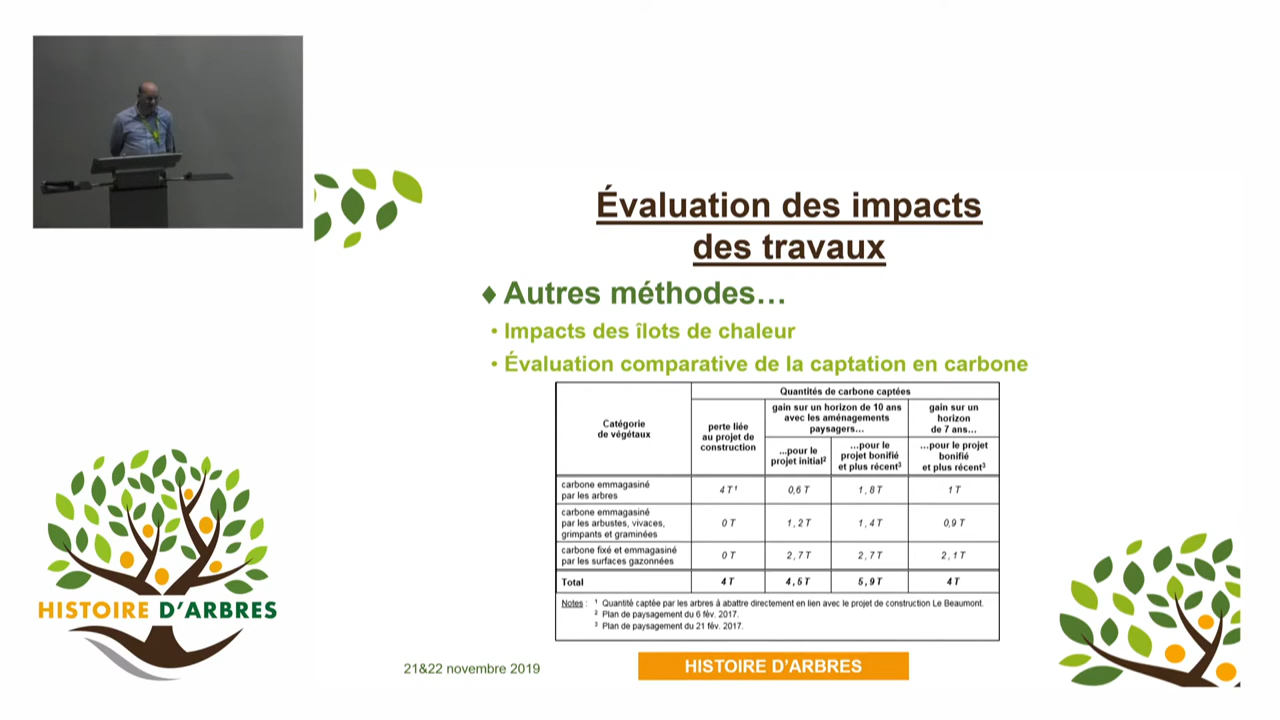 Évaluation des impacts
des travaux
♦ Autres méthodes…
• Impacts des îlots de chaleur
• Évaluation comparative de la captation en carbone
Quantités de carbone captées
Catégorie
de végétaux
perte liée
au projet de
construction
gain sur un horizon de 10 ans
avec les aménagements
paysagers…
gain sur un
horizon
de 7 ans…
…pour le
projet initial²
…pour le
projet bonifié
et plus récent³
…pour le projet
bonifié
et plus récent³
carbone emmagasiné
par les arbres
4 T¹ 0,6 T 1,8 T 1 T
carbone emmagasiné
par les arbustes, vivaces,
grimpants et graminées
0 T 1,2 T 1,4 T 0,9 T
carbone fixé et emmagasiné
par les surfaces gazonnées
0 T 2,7 T 2,7 T 2,1 T
Total 4 T 4,5 T 5,9 T 4 T
Notes : ¹ Quantité captée par les arbres à abattre directement en lien avec le projet de construction Le Beaumont.
² Plan de paysagement du 6 fév. 2017.
³ Plan de paysagement du 21 fév. 2017.
HISTOIRE D'ARBRES
21&22 novembre 2019
HISTOIRE D'ARBRES